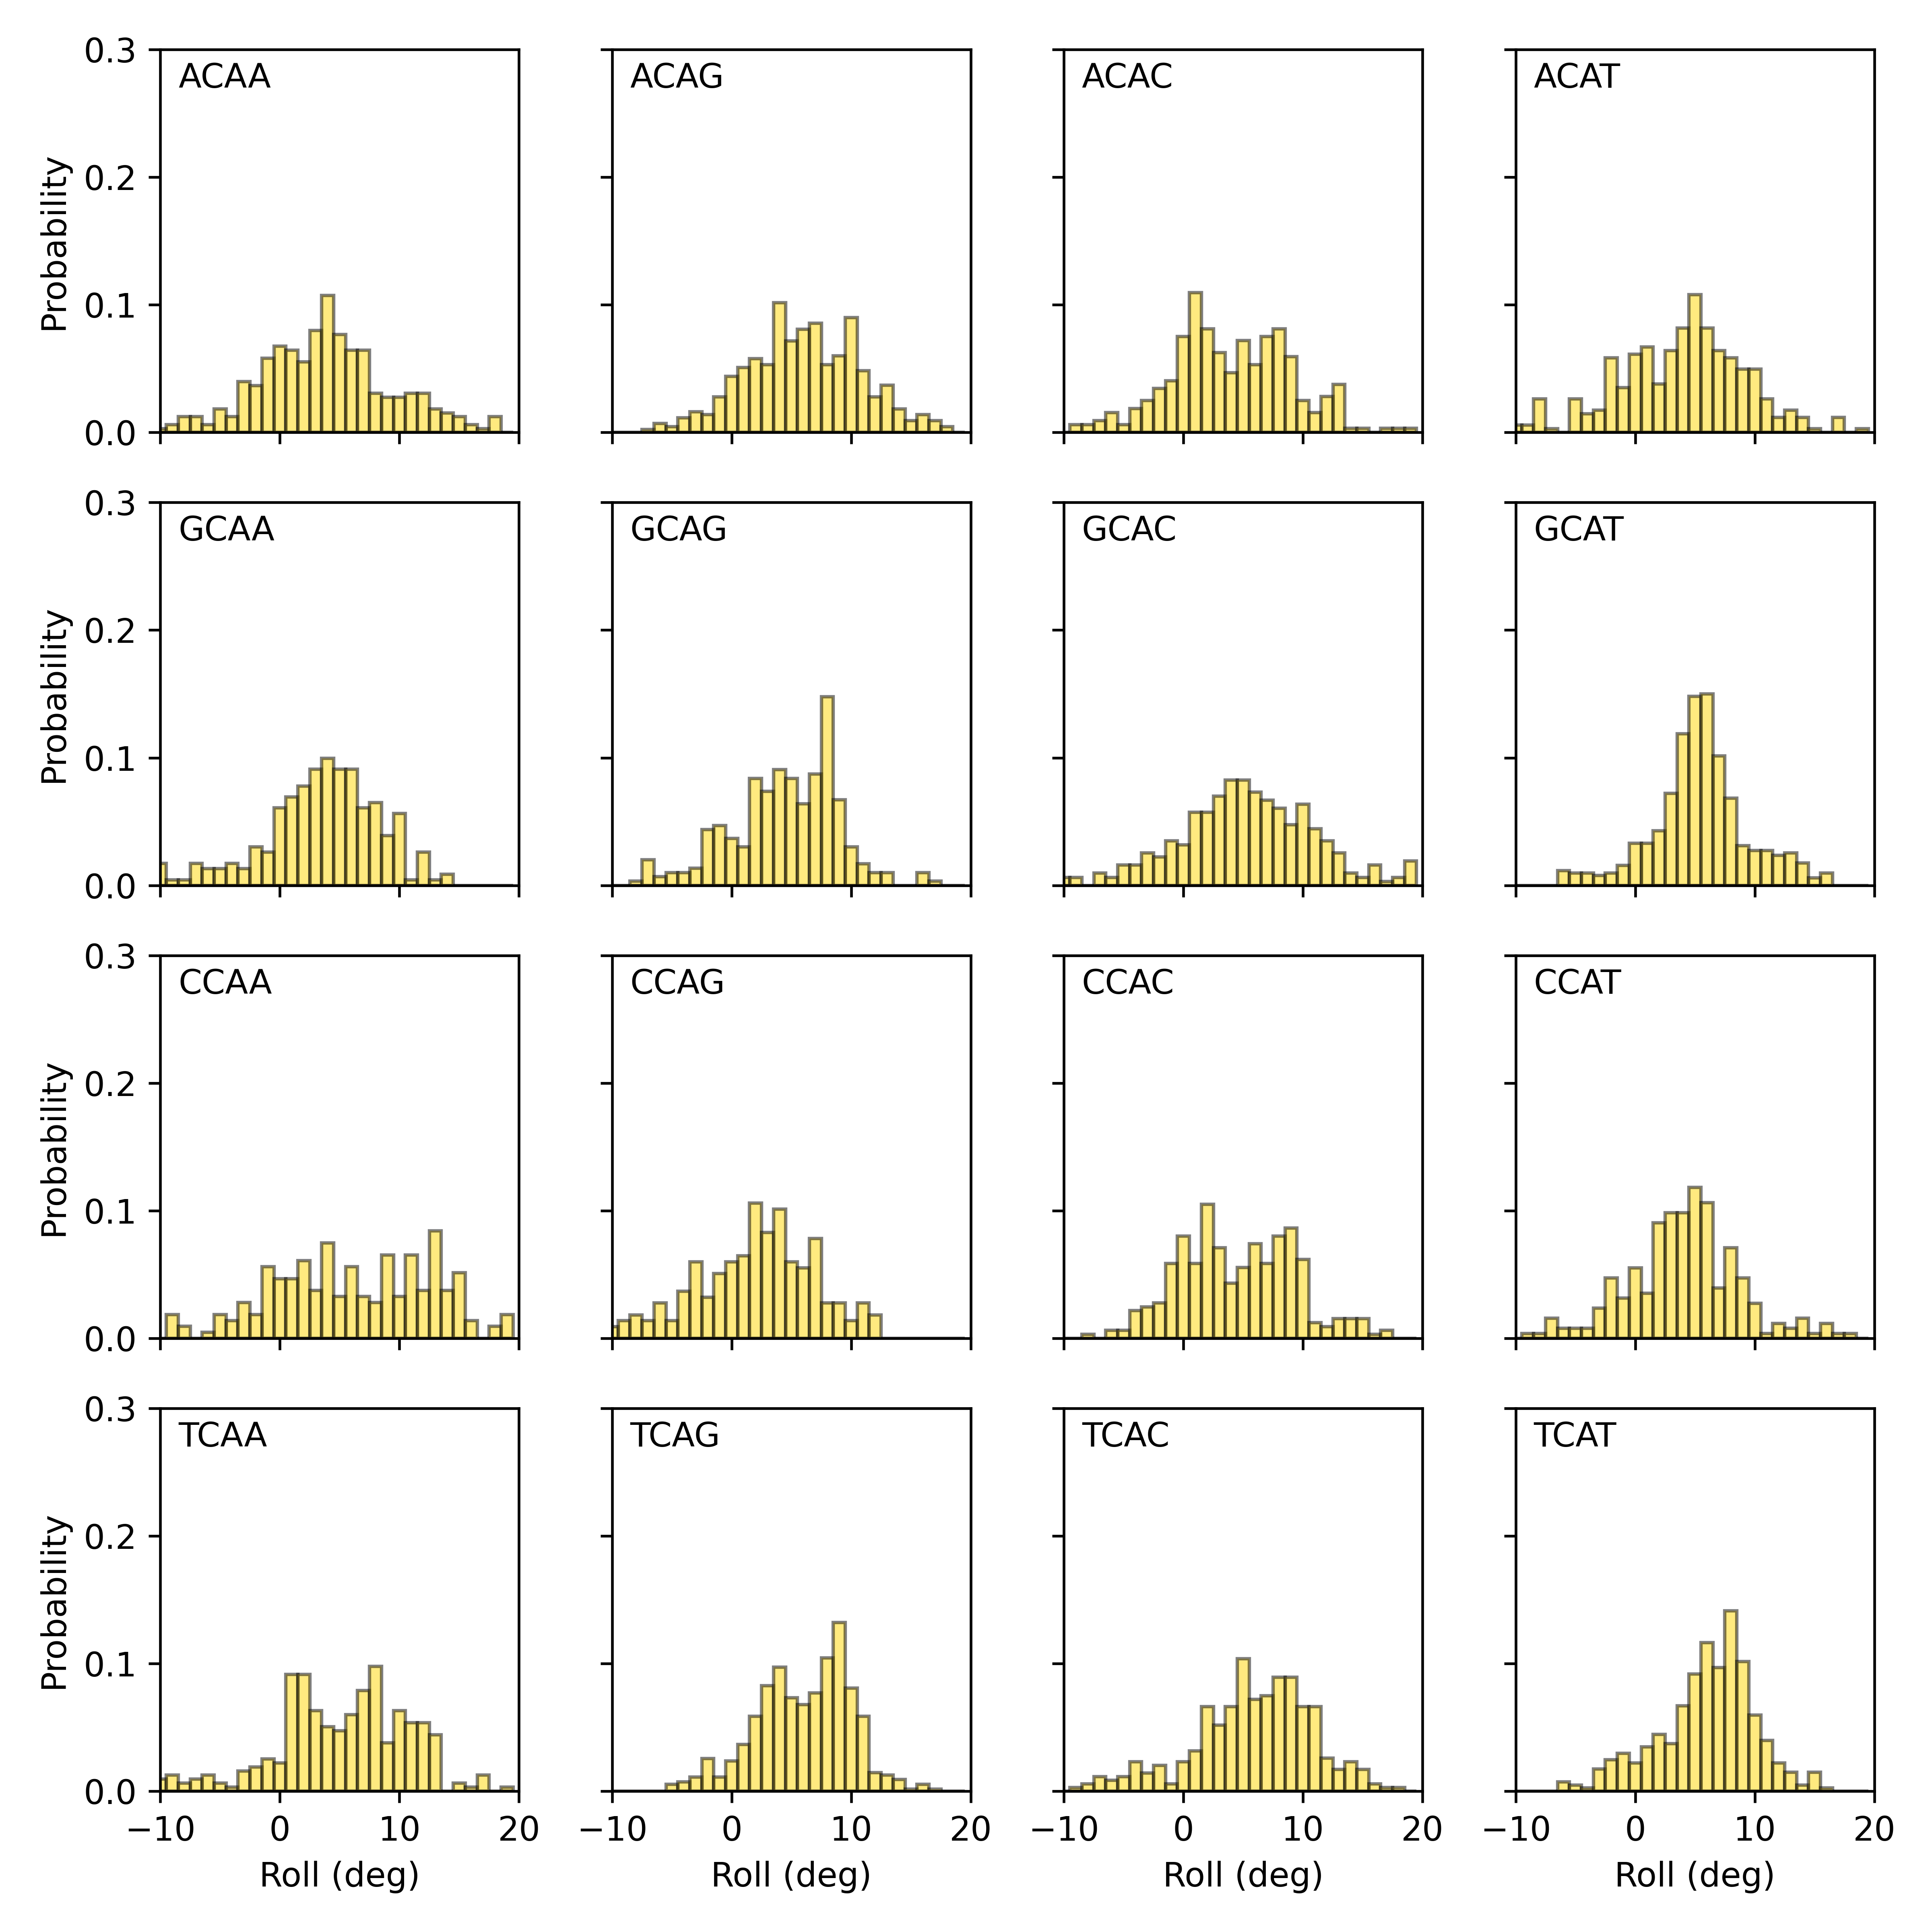 0.3
ACAA
ACAG
ACAC
ACAT
0.2
Probability
0.1
0.0
0.3
GCAA
GCAG
GCAC
GCAT
0.2
Probability
0.1
0.0
0.3
CCAA
CCAG
CCAC
CCAT
0.2
Probability
0.1
0.0
0.3
TCAA
TCAG
TCAC
TCAT
0.2
Probability
0.1
0.0
−10 0 10 20
−10 0 10 20
−10 0 10 20
−10 0 10 20
Roll (deg)
Roll (deg)
Roll (deg)
Roll (deg)